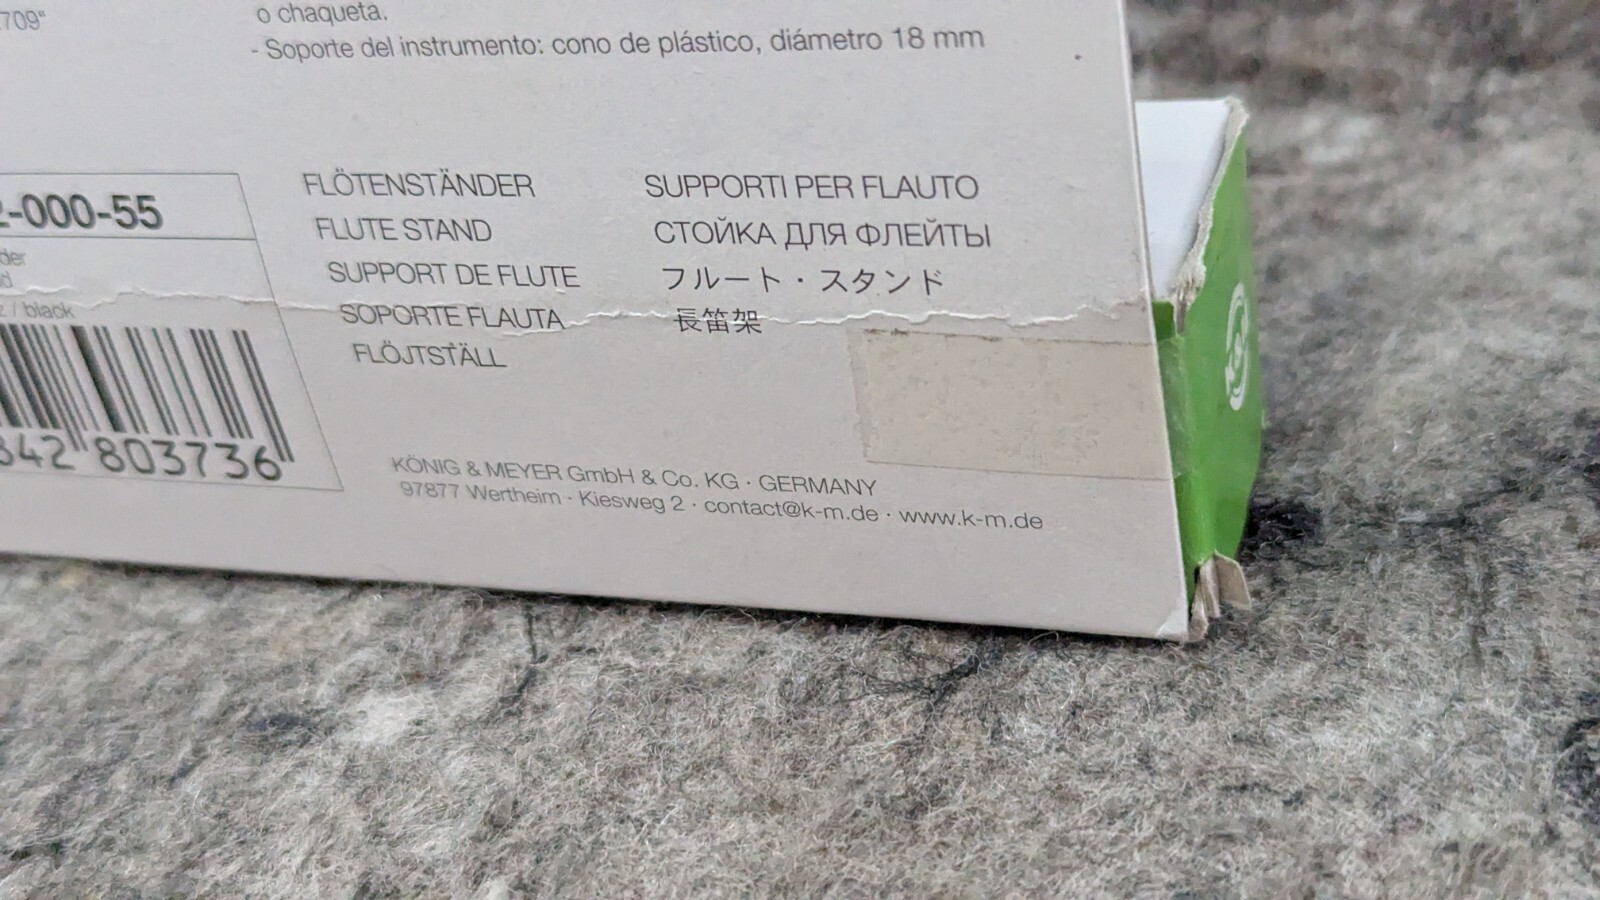 709"
o chaqueta.
- Soporte del instrumento: cono de plástico, diámetro 18 mm
-000-55
/ black
842 803736
FLÖTENSTÄNDER
FLUTE STAND
SUPPORT DE FLUTE
SOPORTE FLAUTA
FLÖJTSTÄLL
SUPPORTI PER FLAUTO
СТОЙКА ДЛЯ ФЛЕЙТЫ
フルート・スタンド
長笛架
KÖNIG & MEYER GmbH & Co. KG · GERMANY
97877 Wertheim · Kiesweg 2 · contact@k-m.de · www.k-m.de
K&M